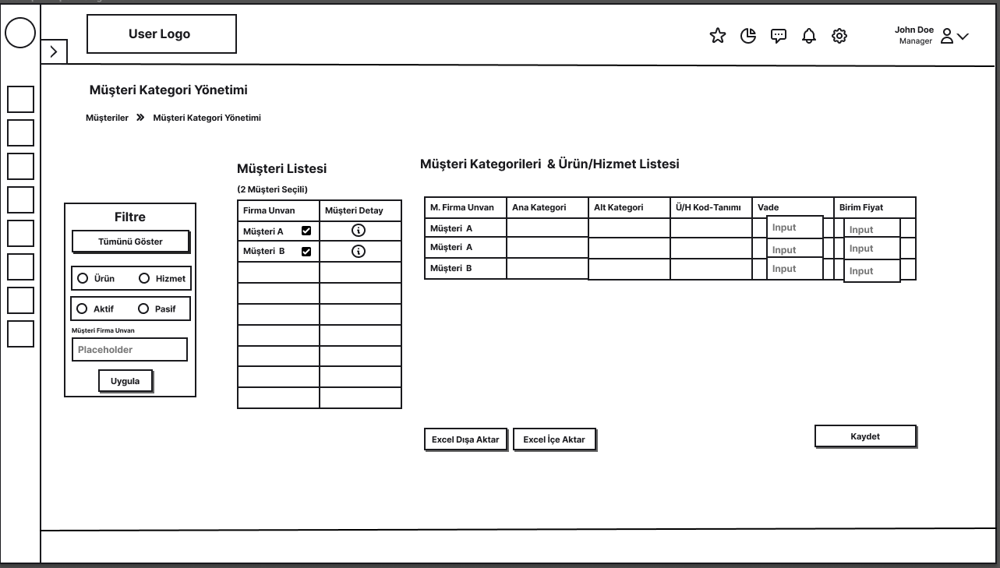 User Logo
John Doe
Manager
Müşteri Kategori Yönetimi
Müşteriler Müşteri Kategori Yönetimi
Filtre
Tümünü Göster
Ürün Hizmet
Aktif Pasif
Müşteri Firma Unvan
Placeholder
Uygula
Müşteri Listesi
(2 Müşteri Seçili)
Firma Unvan Müşteri Detay
Müşteri A
Müşteri B
Müşteri Kategorileri & Ürün/Hizmet Listesi
M. Firma Unvan Ana Kategori Alt Kategori Ü/H Kod-Tanımı Vade Birim Fiyat
Müşteri A Input Input
Müşteri A Input Input
Müşteri B Input Input
Excel Dışa Aktar Excel İçe Aktar Kaydet